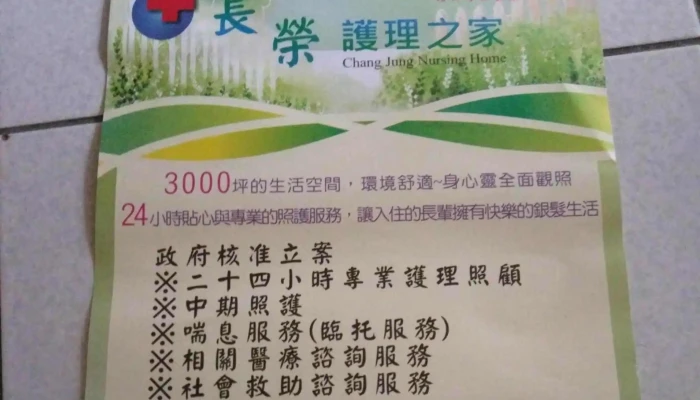 長榮護理之家
Chang Jung Nursing Home
3000坪的生活空間，環境舒適~身心靈全面觀照
24小時貼心與專業的照護服務，讓入住的長輩擁有快樂的銀髮生活
政府核准立案
※二十四小時專業護理照顧
※中期照護
※喘息服務(臨托服務)
※相關醫療諮詢服務
※社會救助諮詢服務